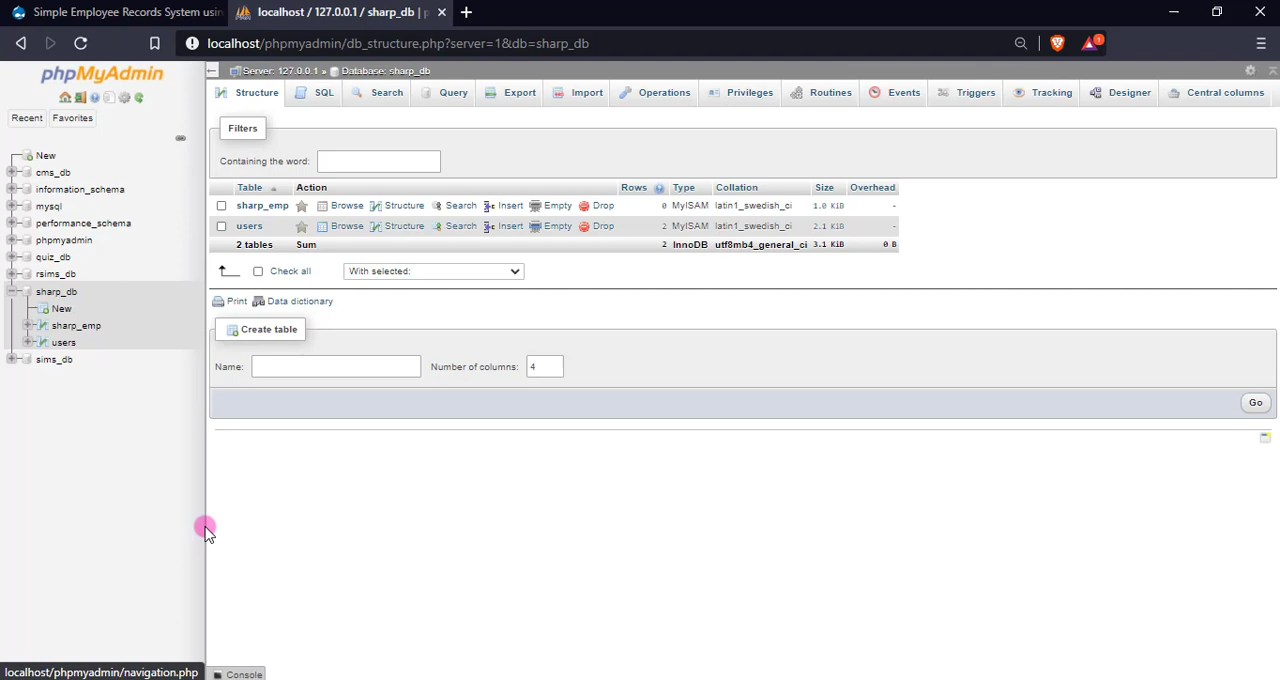 Simple Employee Records System usin
localhost / 127.0.0.1 / sharp_db | p
localhost/phpmyadmin/db_structure.php?server=1&db=sharp_db
1
phpMyAdmin
Recent
Favorites
New
cms_db
information_schema
mysql
performance_schema
phpmyadmin
quiz_db
rsims_db
sharp_db
New
sharp_emp
users
sims_db
Server: 127.0.0.1 » Database: sharp_db
Structure SQL Search Query Export Import Operations Privileges Routines Events Triggers Tracking Designer Central columns
Filters
Containing the word:
Table Action Rows Type Collation Size Overhead
sharp_emp Browse Structure Search Insert Empty Drop 0 MyISAM latin1_swedish_ci 1.0 KiB -
users Browse Structure Search Insert Empty Drop 2 MyISAM latin1_swedish_ci 2.1 KiB -
2 tables Sum 2 InnoDB utf8mb4_general_ci 3.1 KiB 0 B
Check all With selected:
Print Data dictionary
Create table
Name: Number of columns: 4
Go
Console
localhost/phpmyadmin/navigation.php